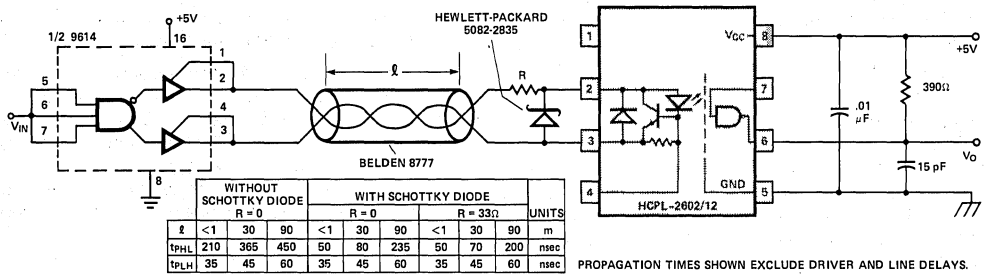 +5V
1/2 9614
16
1
2
4
3
5
6
7
V_IN
8
ℓ
BELDEN 8777
HEWLETT-PACKARD
5082-2835
R
1
2
3
4
V_CC
8
7
6
GND
5
HCPL-2602/12
+5V
390Ω
.01
µF
V_O
15 pF
WITHOUT SCHOTTKY DIODE WITH SCHOTTKY DIODE
R = 0 R = 0 R = 33Ω UNITS
ℓ <1 30 90 <1 30 90 <1 30 90 m
tPHL 210 365 450 50 80 235 50 70 200 nsec
tPLH 35 45 60 35 45 60 35 45 60 nsec
PROPAGATION TIMES SHOWN EXCLUDE DRIVER AND LINE DELAYS.